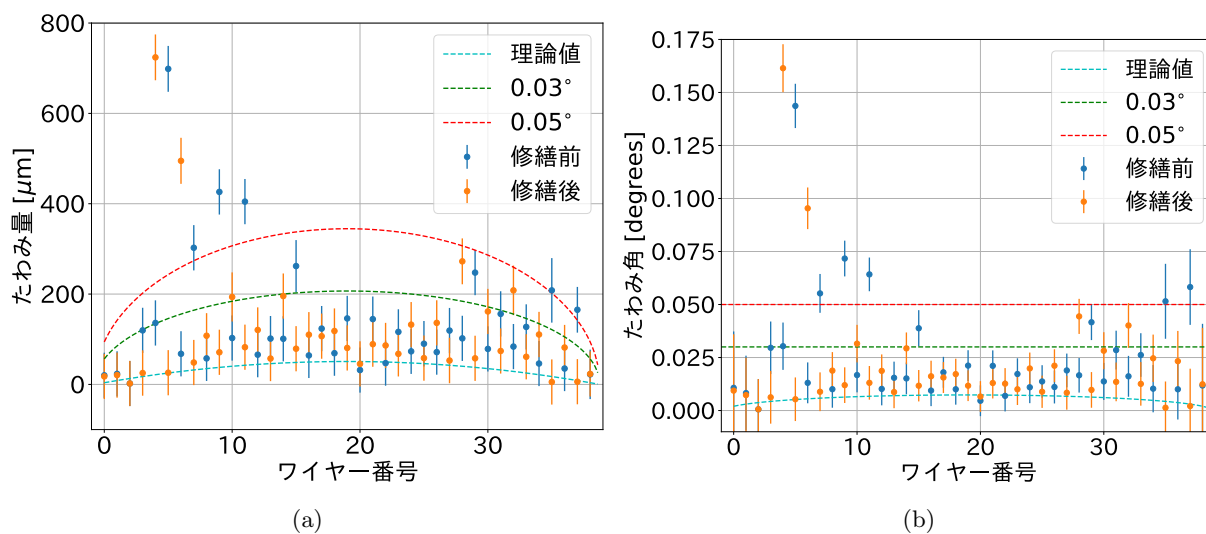 800
600
400
200
0
たわみ量 [μm]
0 10 20 30
ワイヤー番号
理論値
0.03°
0.05°
修繕前
修繕後
(a)
0.175
0.150
0.125
0.100
0.075
0.050
0.025
0.000
たわみ角 [degrees]
0 10 20 30
ワイヤー番号
理論値
0.03°
0.05°
修繕前
修繕後
(b)